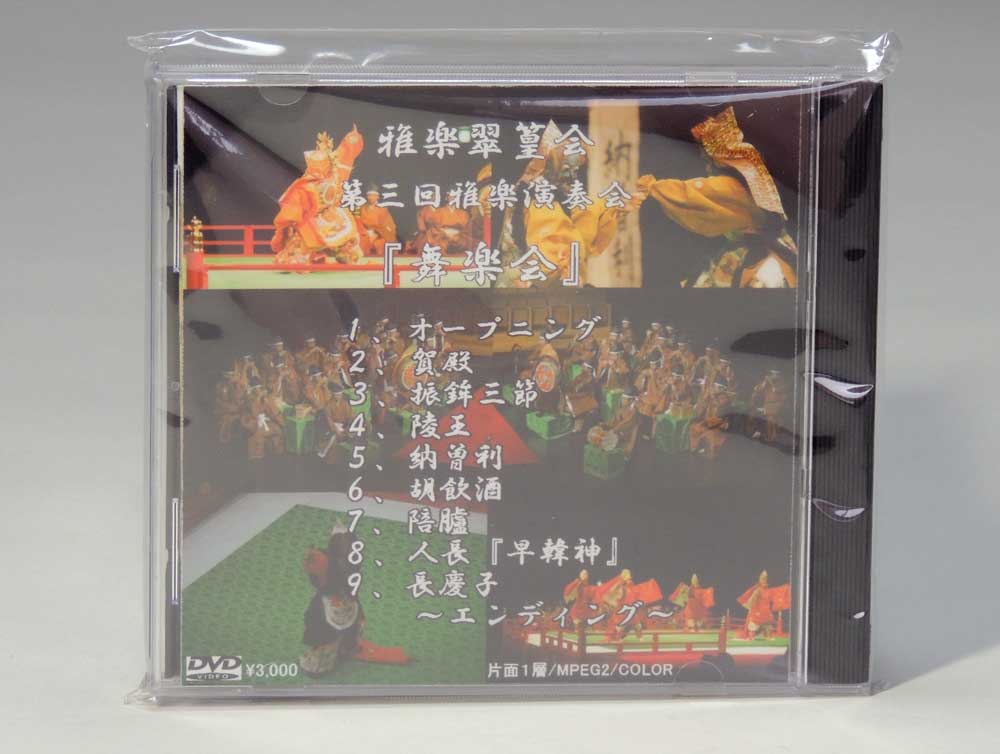 雅楽翠篁会
第三回雅楽演奏会
『舞楽会』
1、オープニング
2、賀殿
3、振鉾三節
4、陵王
5、納曽利
6、胡飲酒
7、陪臚
8、人長『早韓神』
9、長慶子
～エンディング～
DVD VIDEO ¥3,000
片面1層/MPEG2/COLOR